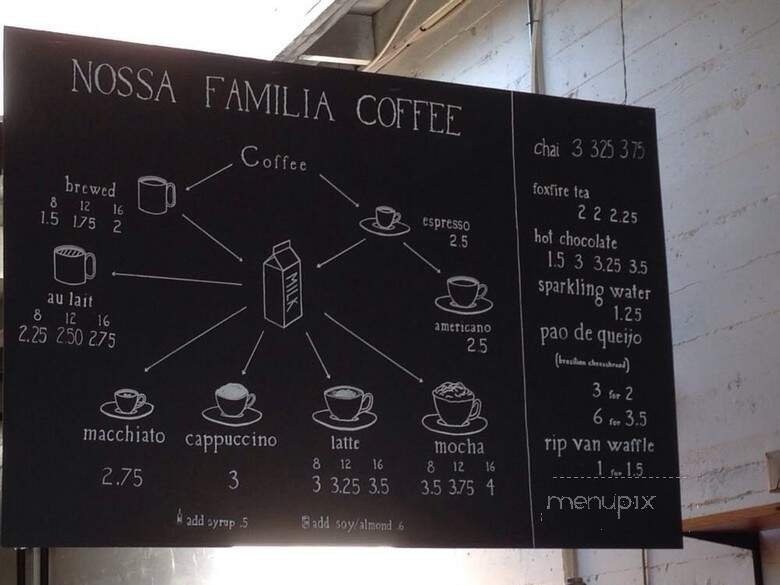 NOSSA FAMILIA COFFEE
Coffee
brewed
8 12 16
1.5 1.75 2
espresso
2.5
MILK
au lait
8 12 16
2.25 2.50 2.75
americano
2.5
macchiato
2.75
cappuccino
3
latte
8 12 16
3 3.25 3.5
mocha
8 12 16
3.5 3.75 4
add syrup .5
add soy/almond .6
chai 3 3.25 3.75
foxfire tea
2 2 2.25
hot chocolate
1.5 3 3.25 3.5
sparkling water
1.25
pao de queijo
(brazilian cheesebread)
3 for 2
6 for 3.5
rip van waffle
1 for 1.5
menupix